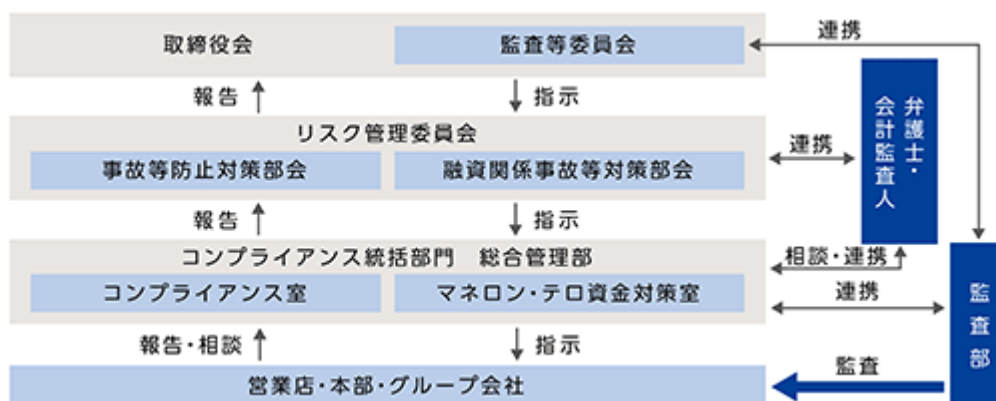 取締役会
監査等委員会
連携
報告
指示
弁護士・
会計監査人
リスク管理委員会
事故等防止対策部会
融資関係事故等対策部会
連携
報告
指示
コンプライアンス統括部門　総合管理部
相談・連携
コンプライアンス室
マネロン・テロ資金対策室
連携
監査部
報告・相談
指示
監査
営業店・本部・グループ会社